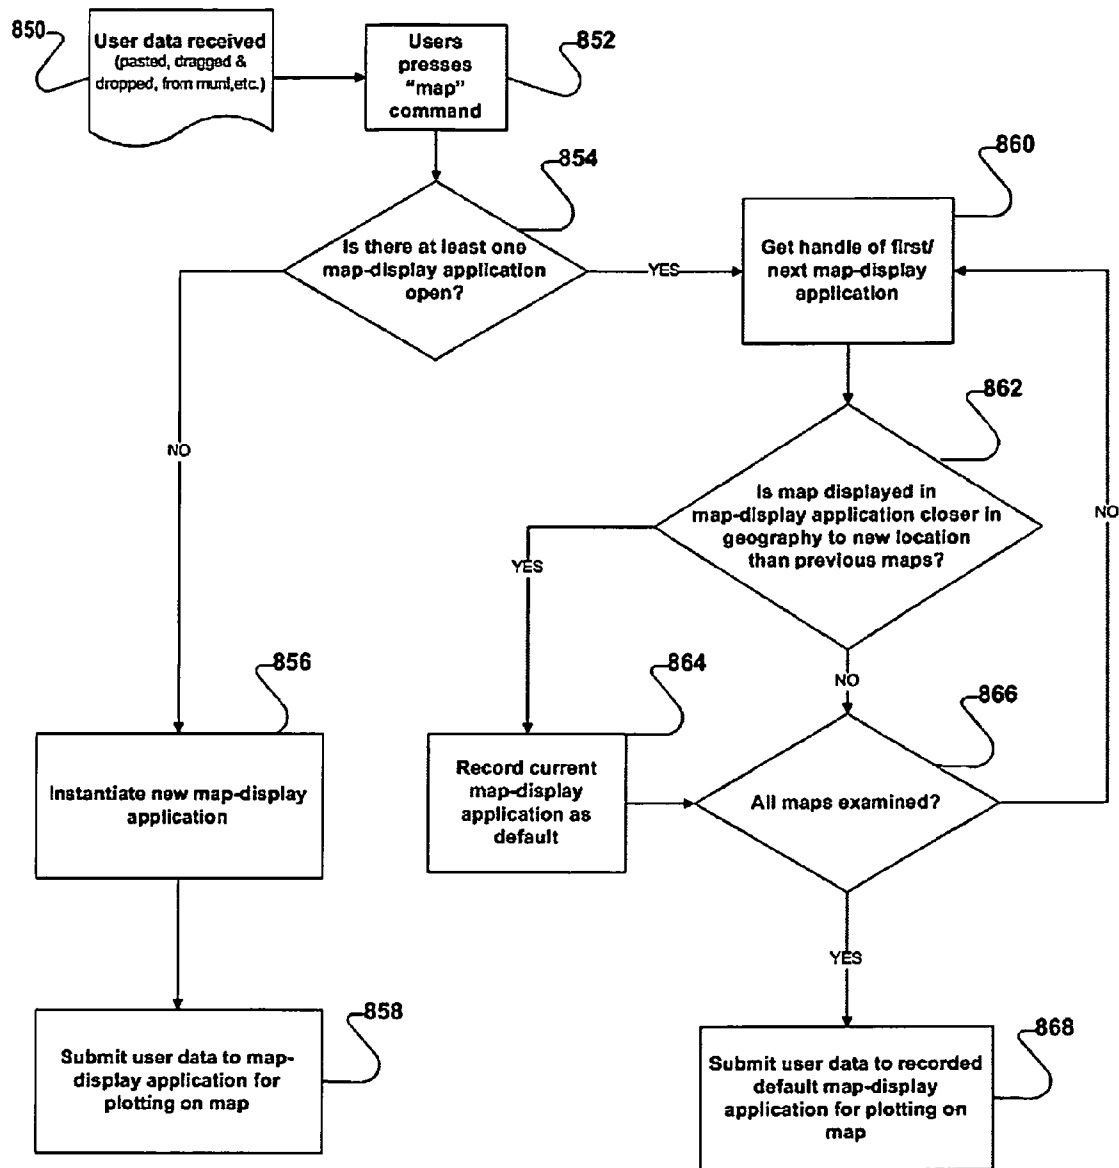 850
User data received
(pasted, dragged &
dropped, from muni,etc.)
Users
presses
"map"
command
852
854
Is there at least one
map-display application
open?
YES
NO
860
Get handle of first/
next map-display
application
862
Is map displayed in
map-display application closer in
geography to new location
than previous maps?
YES
NO
NO
856
Instantiate new map-display
application
864
Record current
map-display
application as
default
866
All maps examined?
YES
858
Submit user data to map-
display application for
plotting on map
868
Submit user data to recorded
default map-display
application for plotting on
map